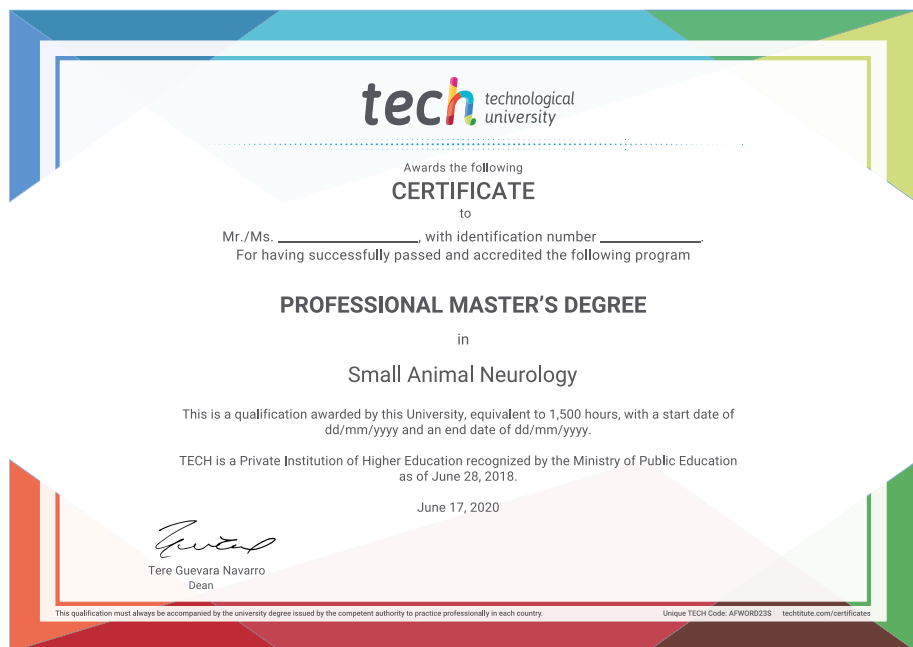 tech technological
university
Awards the following
CERTIFICATE
to
Mr./Ms. ____________________, with identification number ______________.
For having successfully passed and accredited the following program
PROFESSIONAL MASTER'S DEGREE
in
Small Animal Neurology
This is a qualification awarded by this University, equivalent to 1,500 hours, with a start date of
dd/mm/yyyy and an end date of dd/mm/yyyy.
TECH is a Private Institution of Higher Education recognized by the Ministry of Public Education
as of June 28, 2018.
June 17, 2020
Tere Guevara Navarro
Dean
This qualification must always be accompanied by the university degree issued by the competent authority to practice professionally in each country.
Unique TECH Code: AFWORD23S techtitute.com/certificates